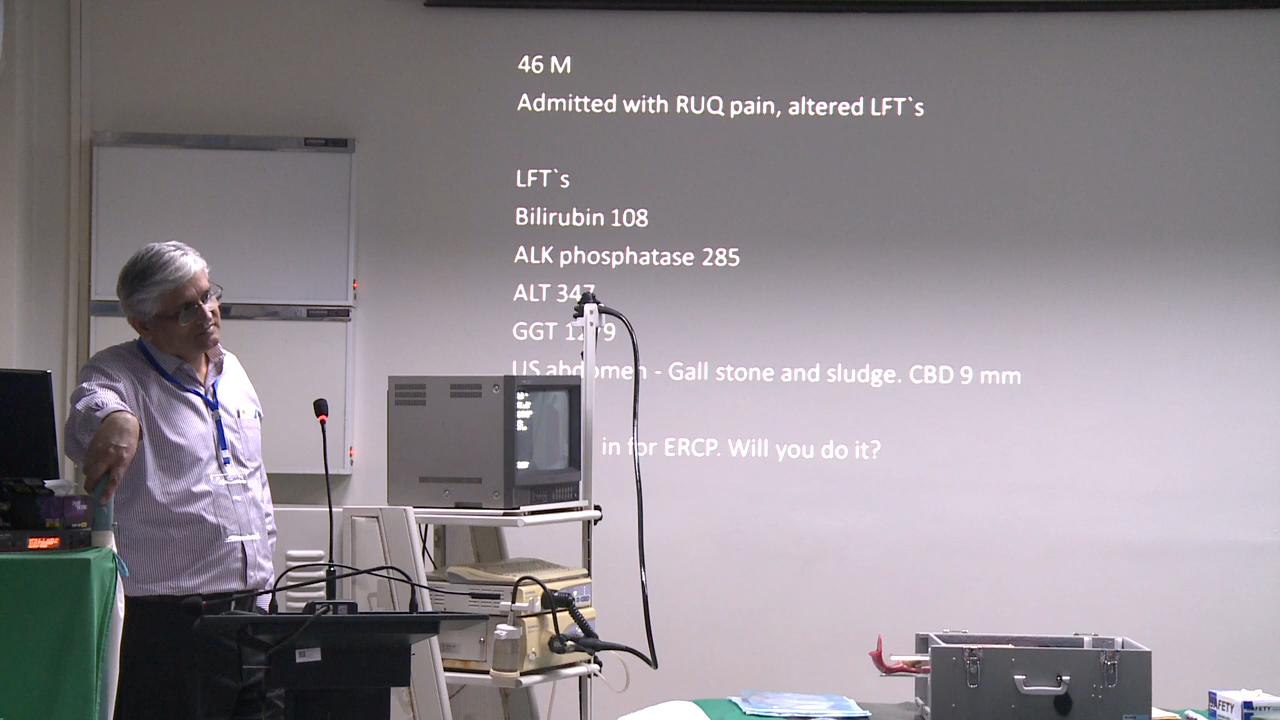 46 M
Admitted with RUQ pain, altered LFT`s
LFT`s
Bilirubin 108
ALK phosphatase 285
ALT 347
GGT
US abdomen - Gall stone and sludge. CBD 9 mm
in for ERCP. Will you do it?